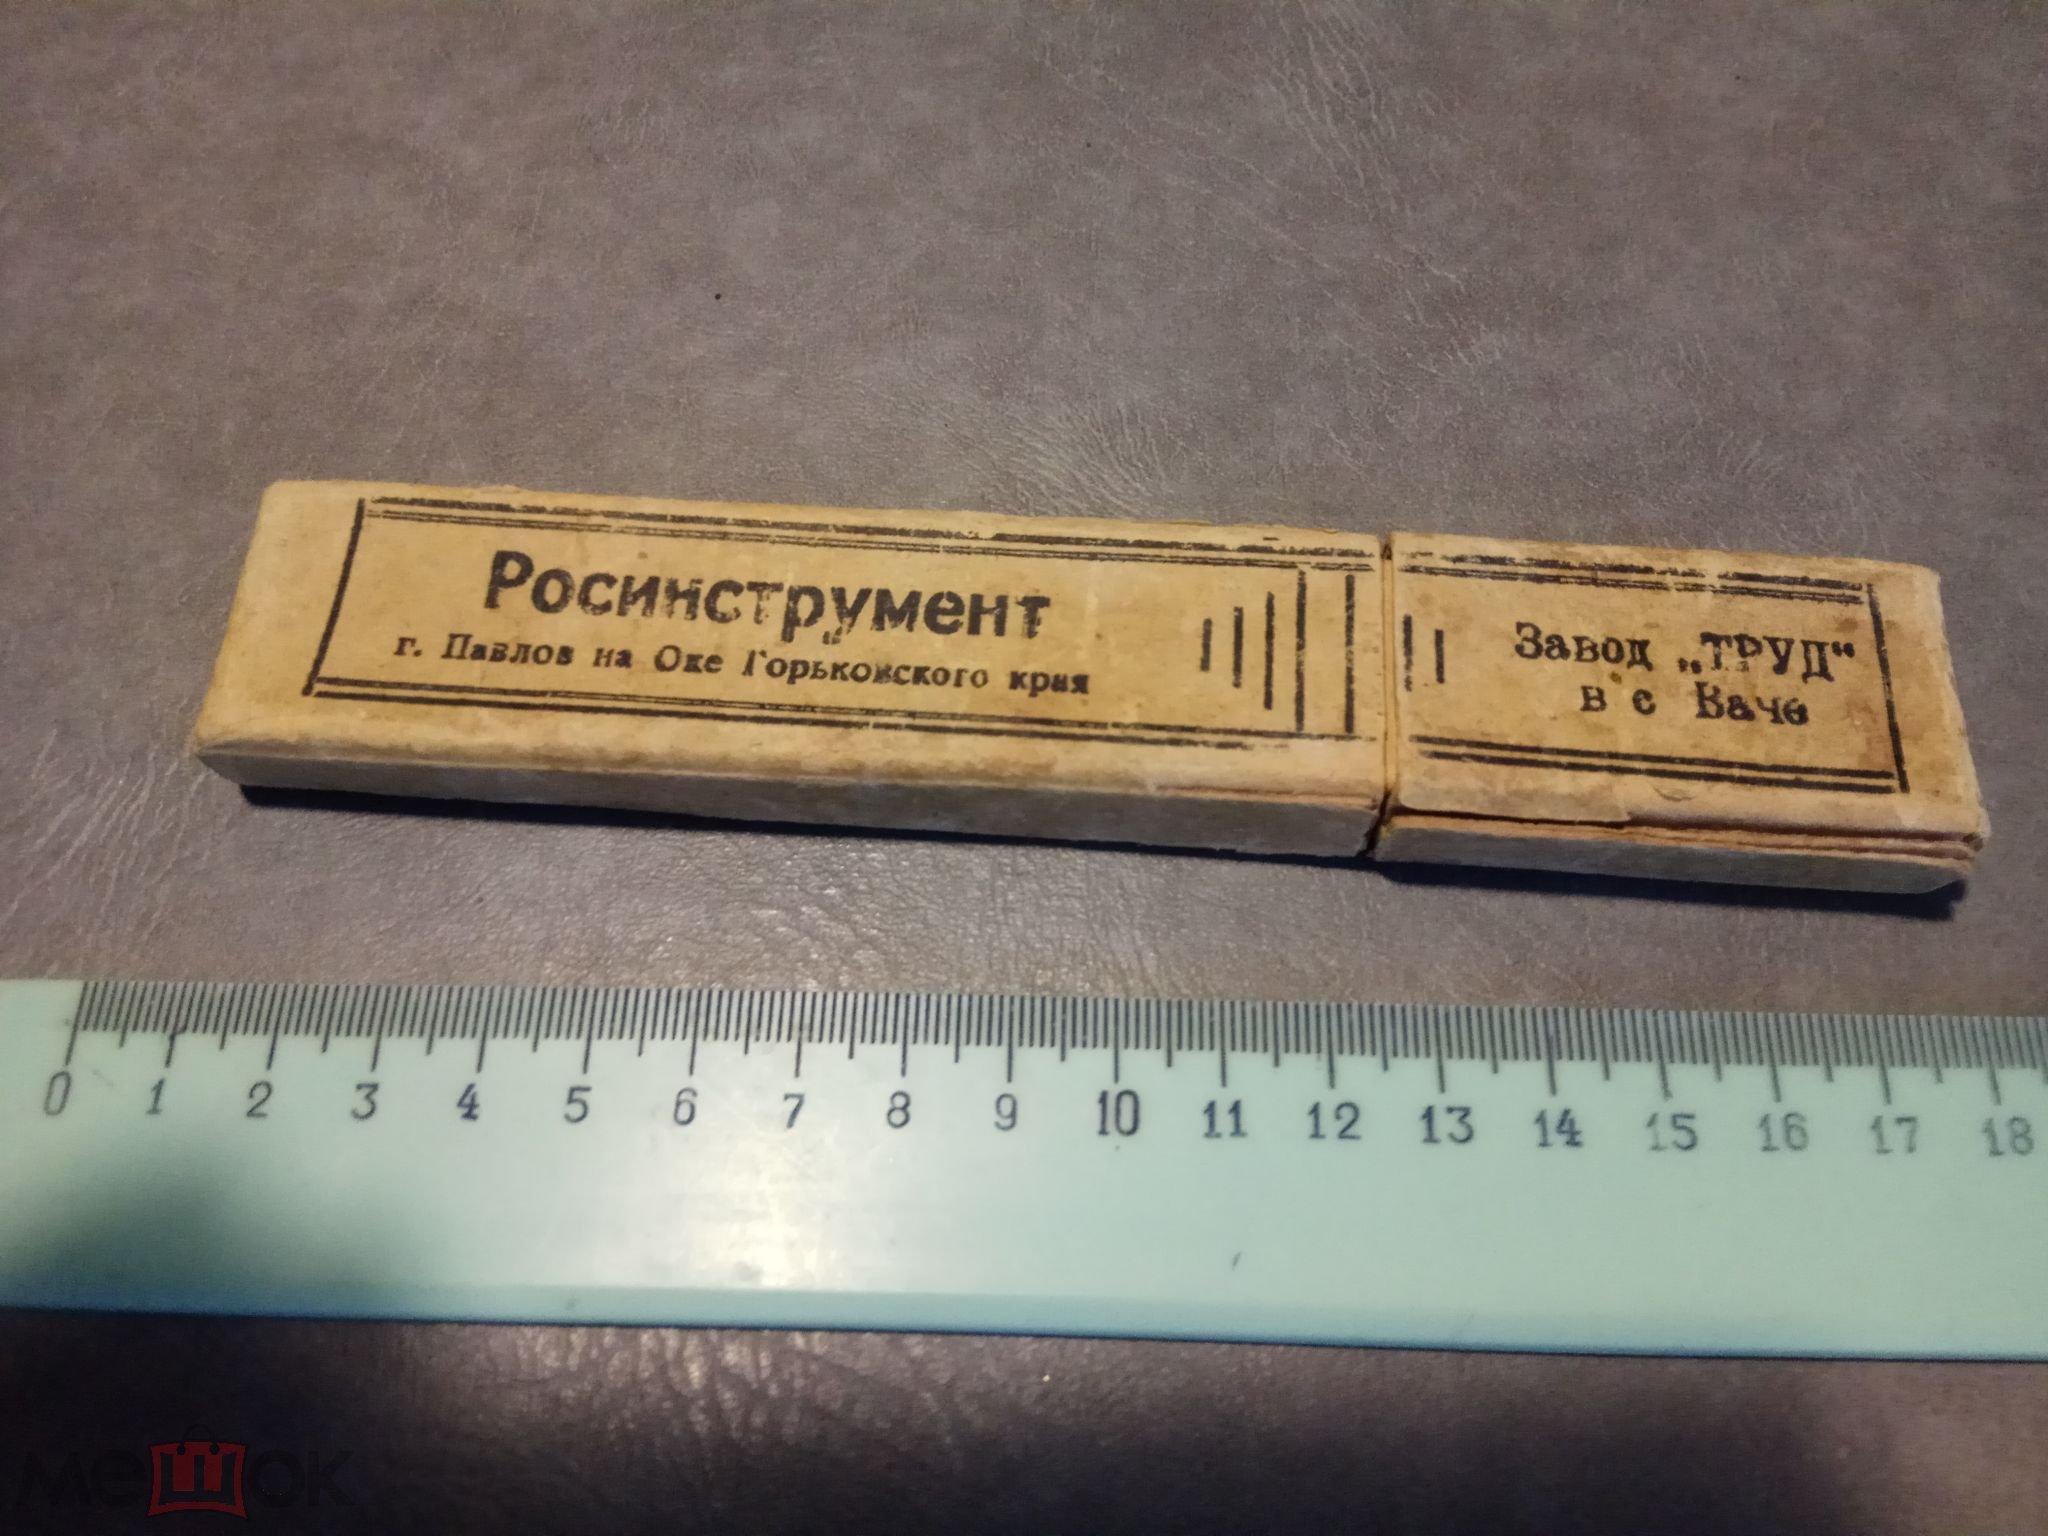 Росинструмент
г. Павлов на Оке Горьковского края
Завод „ТРУД“
в с Ваче
0 1 2 3 4 5 6 7 8 9 10 11 12 13 14 15 16 17 18
мешок